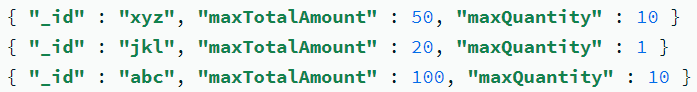 { "_id" : "xyz", "maxTotalAmount" : 50, "maxQuantity" : 10 }
{ "_id" : "jkl", "maxTotalAmount" : 20, "maxQuantity" : 1 }
{ "_id" : "abc", "maxTotalAmount" : 100, "maxQuantity" : 10 }